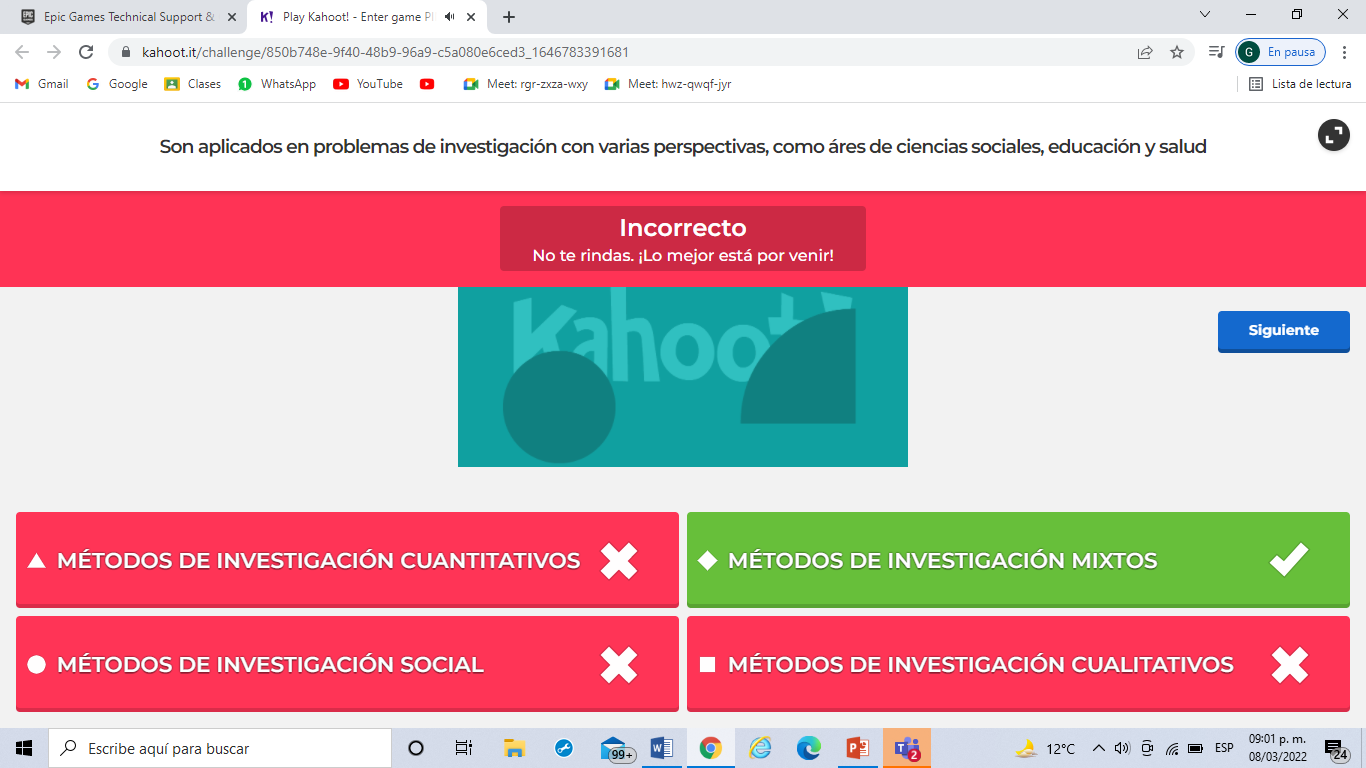 Epic Games Technical Support &
Play Kahoot! - Enter game PI
kahoot.it/challenge/850b748e-9f40-48b9-96a9-c5a080e6ced3_1646783391681
G En pausa
Gmail Google Clases 1 WhatsApp YouTube Meet: rgr-zxza-wxy Meet: hwz-qwqf-jyr Lista de lectura
Son aplicados en problemas de investigación con varias perspectivas, como áres de ciencias sociales, educación y salud
Incorrecto
No te rindas. ¡Lo mejor está por venir!
Kahoot!
Siguiente
MÉTODOS DE INVESTIGACIÓN CUANTITATIVOS
MÉTODOS DE INVESTIGACIÓN MIXTOS
MÉTODOS DE INVESTIGACIÓN SOCIAL
MÉTODOS DE INVESTIGACIÓN CUALITATIVOS
Escribe aquí para buscar
99+
2
12°C
ESP
09:01 p. m.
08/03/2022
24